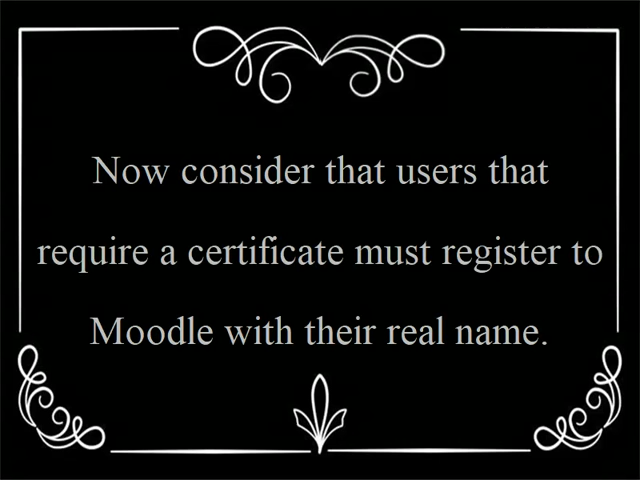 Now consider that users that
require a certificate must register to
Moodle with their real name.